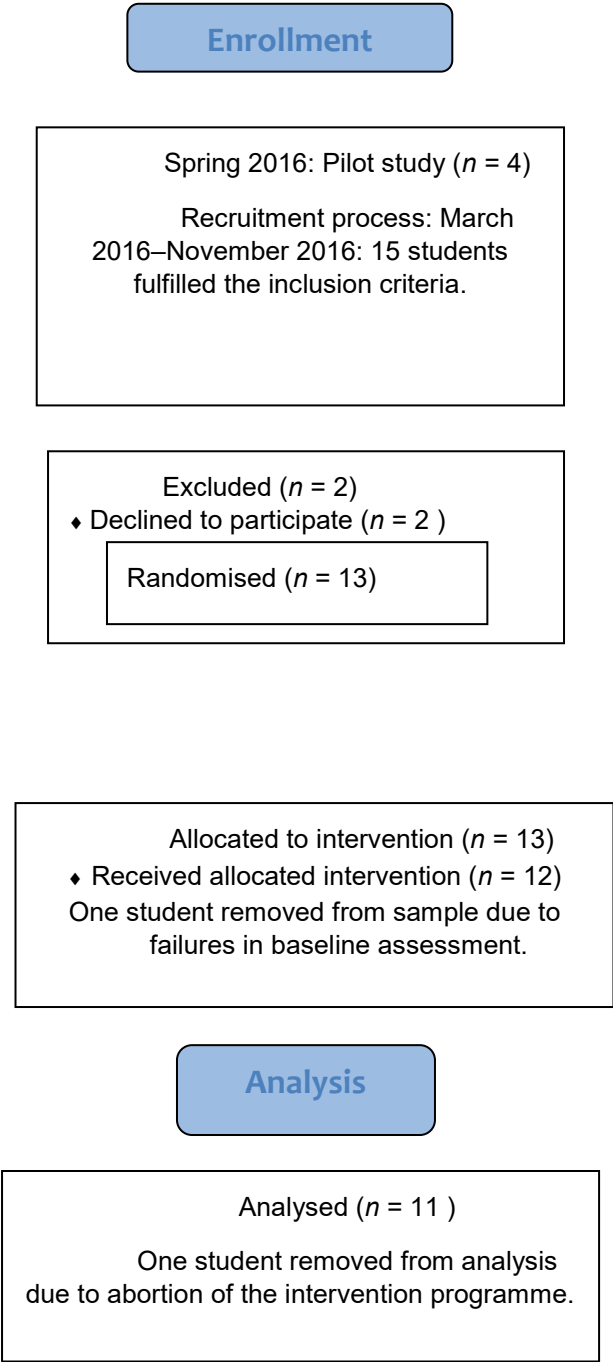 Enrollment
Spring 2016: Pilot study (n = 4)
Recruitment process: March
2016–November 2016: 15 students
fulfilled the inclusion criteria.
Excluded (n = 2)
♦ Declined to participate (n = 2 )
Randomised (n = 13)
Allocated to intervention (n = 13)
♦ Received allocated intervention (n = 12)
One student removed from sample due to
failures in baseline assessment.
Analysis
Analysed (n = 11 )
One student removed from analysis
due to abortion of the intervention programme.